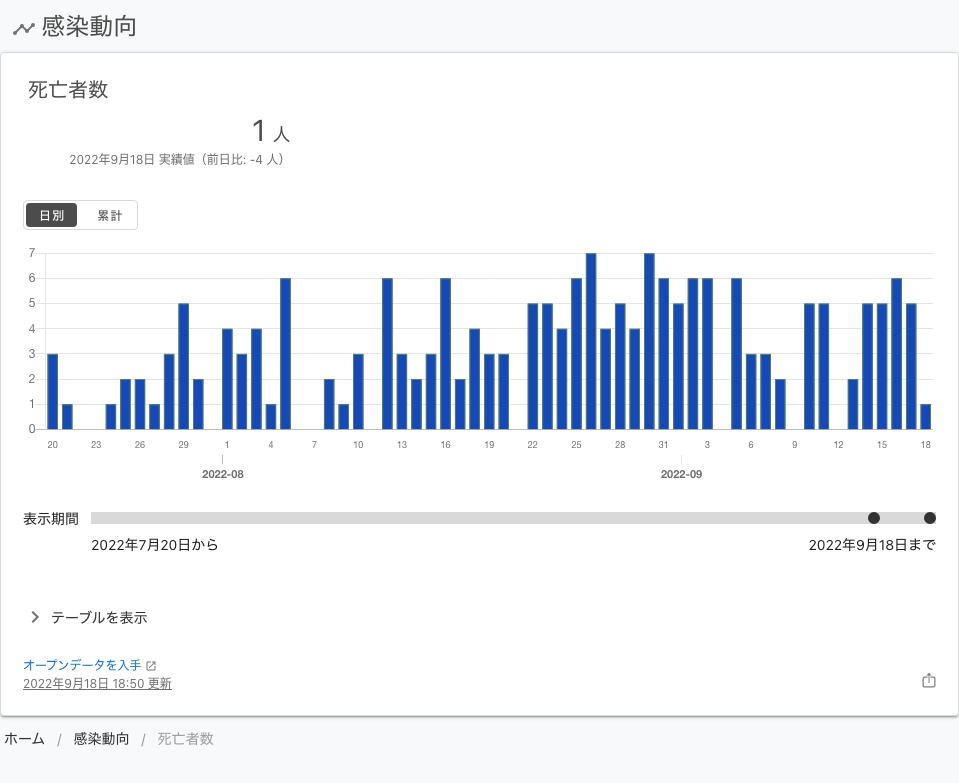 感染動向
死亡者数
1 人
2022年9月18日 実績値（前日比: -4 人）
日別 累計
7
6
5
4
3
2
1
0
20 23 26 29 1 4 7 10 13 16 19 22 25 28 31 3 6 9 12 15 18
2022-08 2022-09
表示期間
2022年7月20日から 2022年9月18日まで
テーブルを表示
オープンデータを入手
2022年9月18日 18:50 更新
ホーム / 感染動向 / 死亡者数